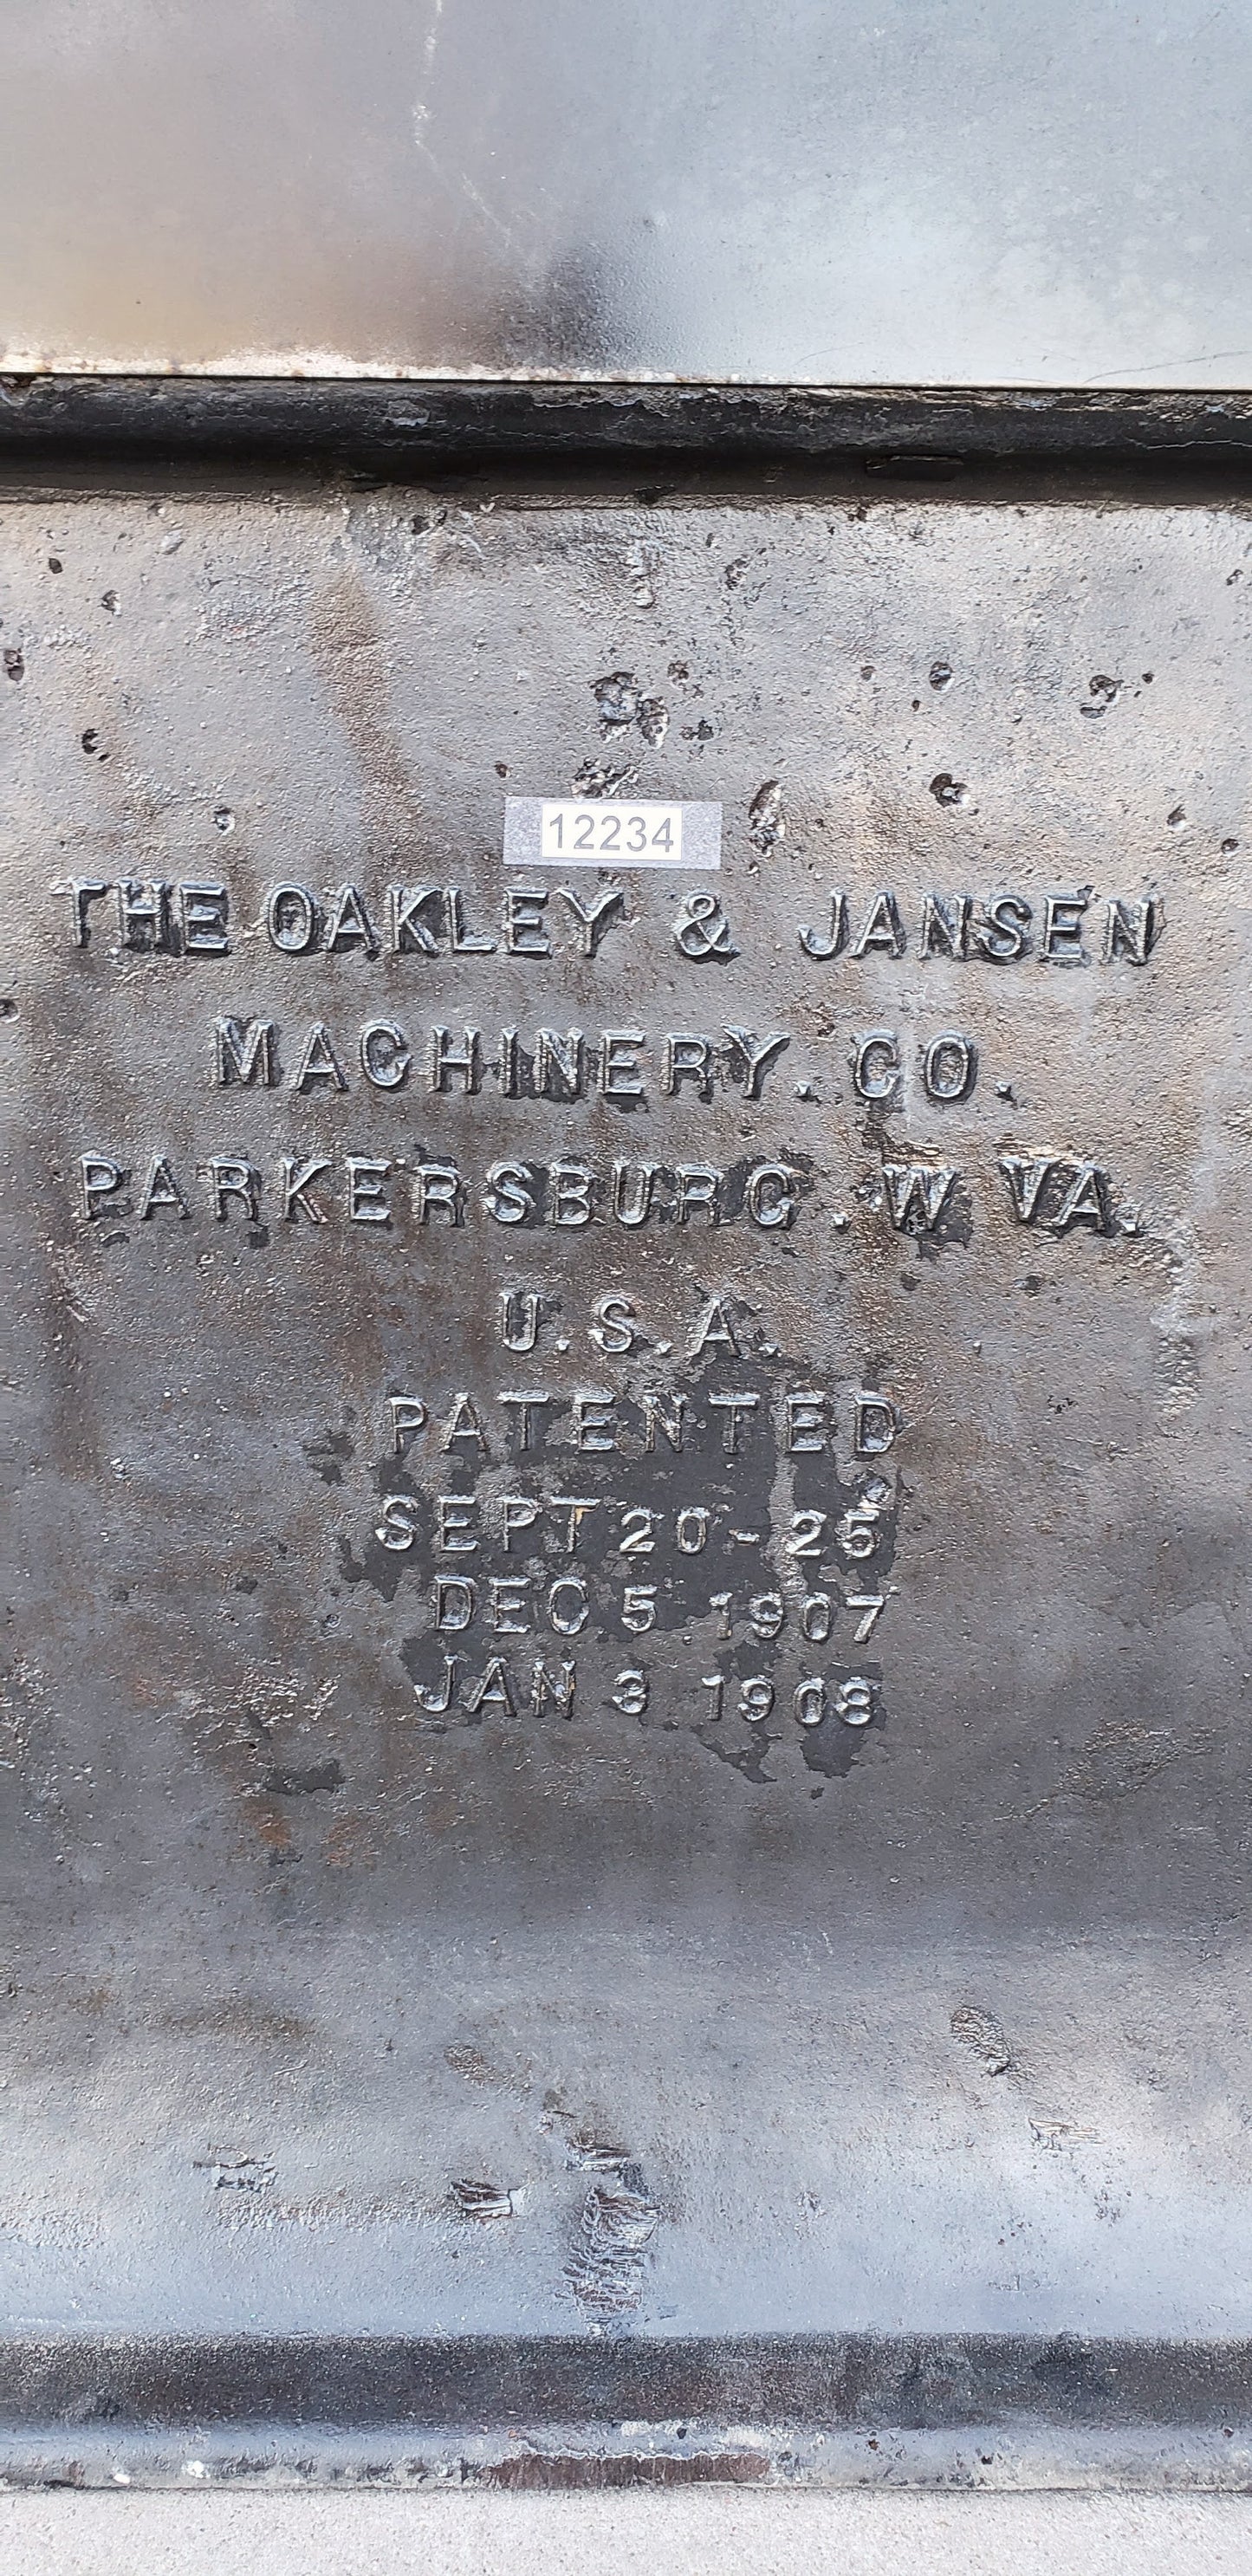 12234
THE OAKLEY & JANSEN
MACHINERY. CO.
PARKERSBURG. W VA.
U.S.A.
PATENTED
SEPT 20-25
DEC 5 1907
JAN 3 1908